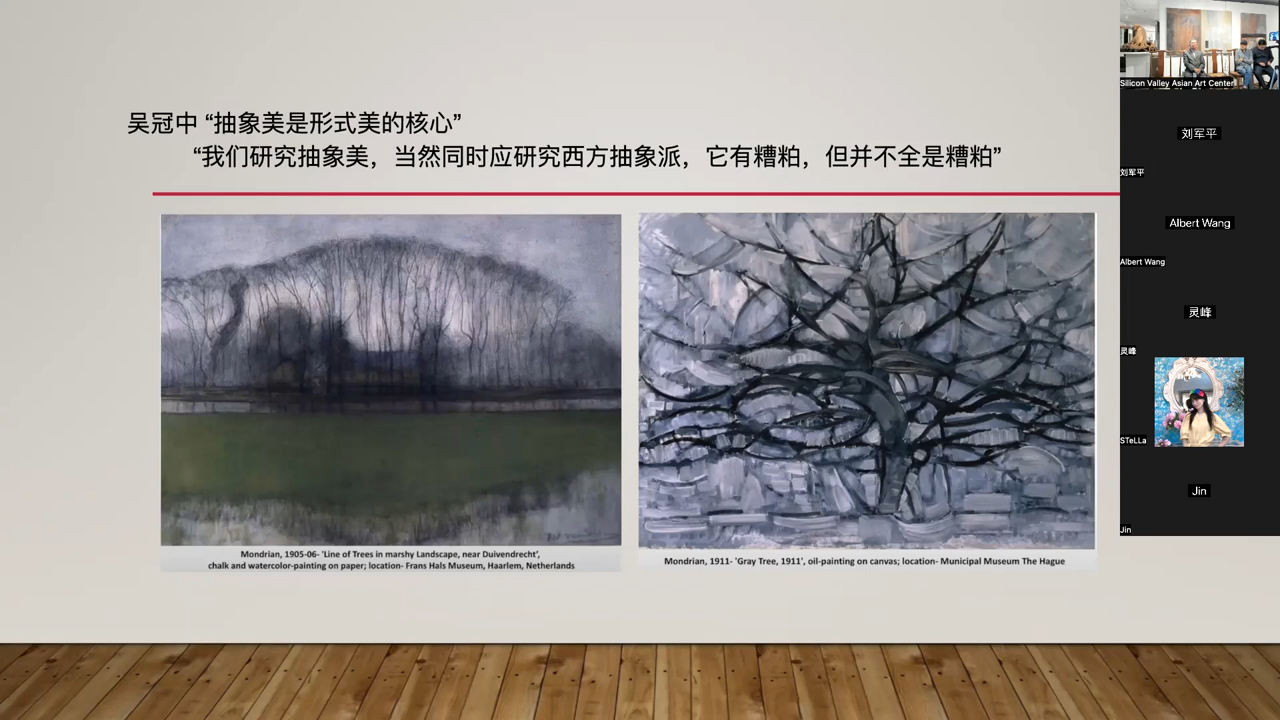 吴冠中 “抽象美是形式美的核心”
“我们研究抽象美，当然同时应研究西方抽象派，它有糟粕，但并不全是糟粕”
Mondrian, 1905-06- 'Line of Trees in marshy Landscape, near Duivendrecht',
chalk and watercolor-painting on paper; location- Frans Hals Museum, Haarlem, Netherlands
Mondrian, 1911- 'Gray Tree, 1911', oil-painting on canvas; location- Municipal Museum The Hague
Silicon Valley Asian Art Center
刘军平
刘军平
Albert Wang
Albert Wang
灵峰
灵峰
STeLLa
Jin
Jin